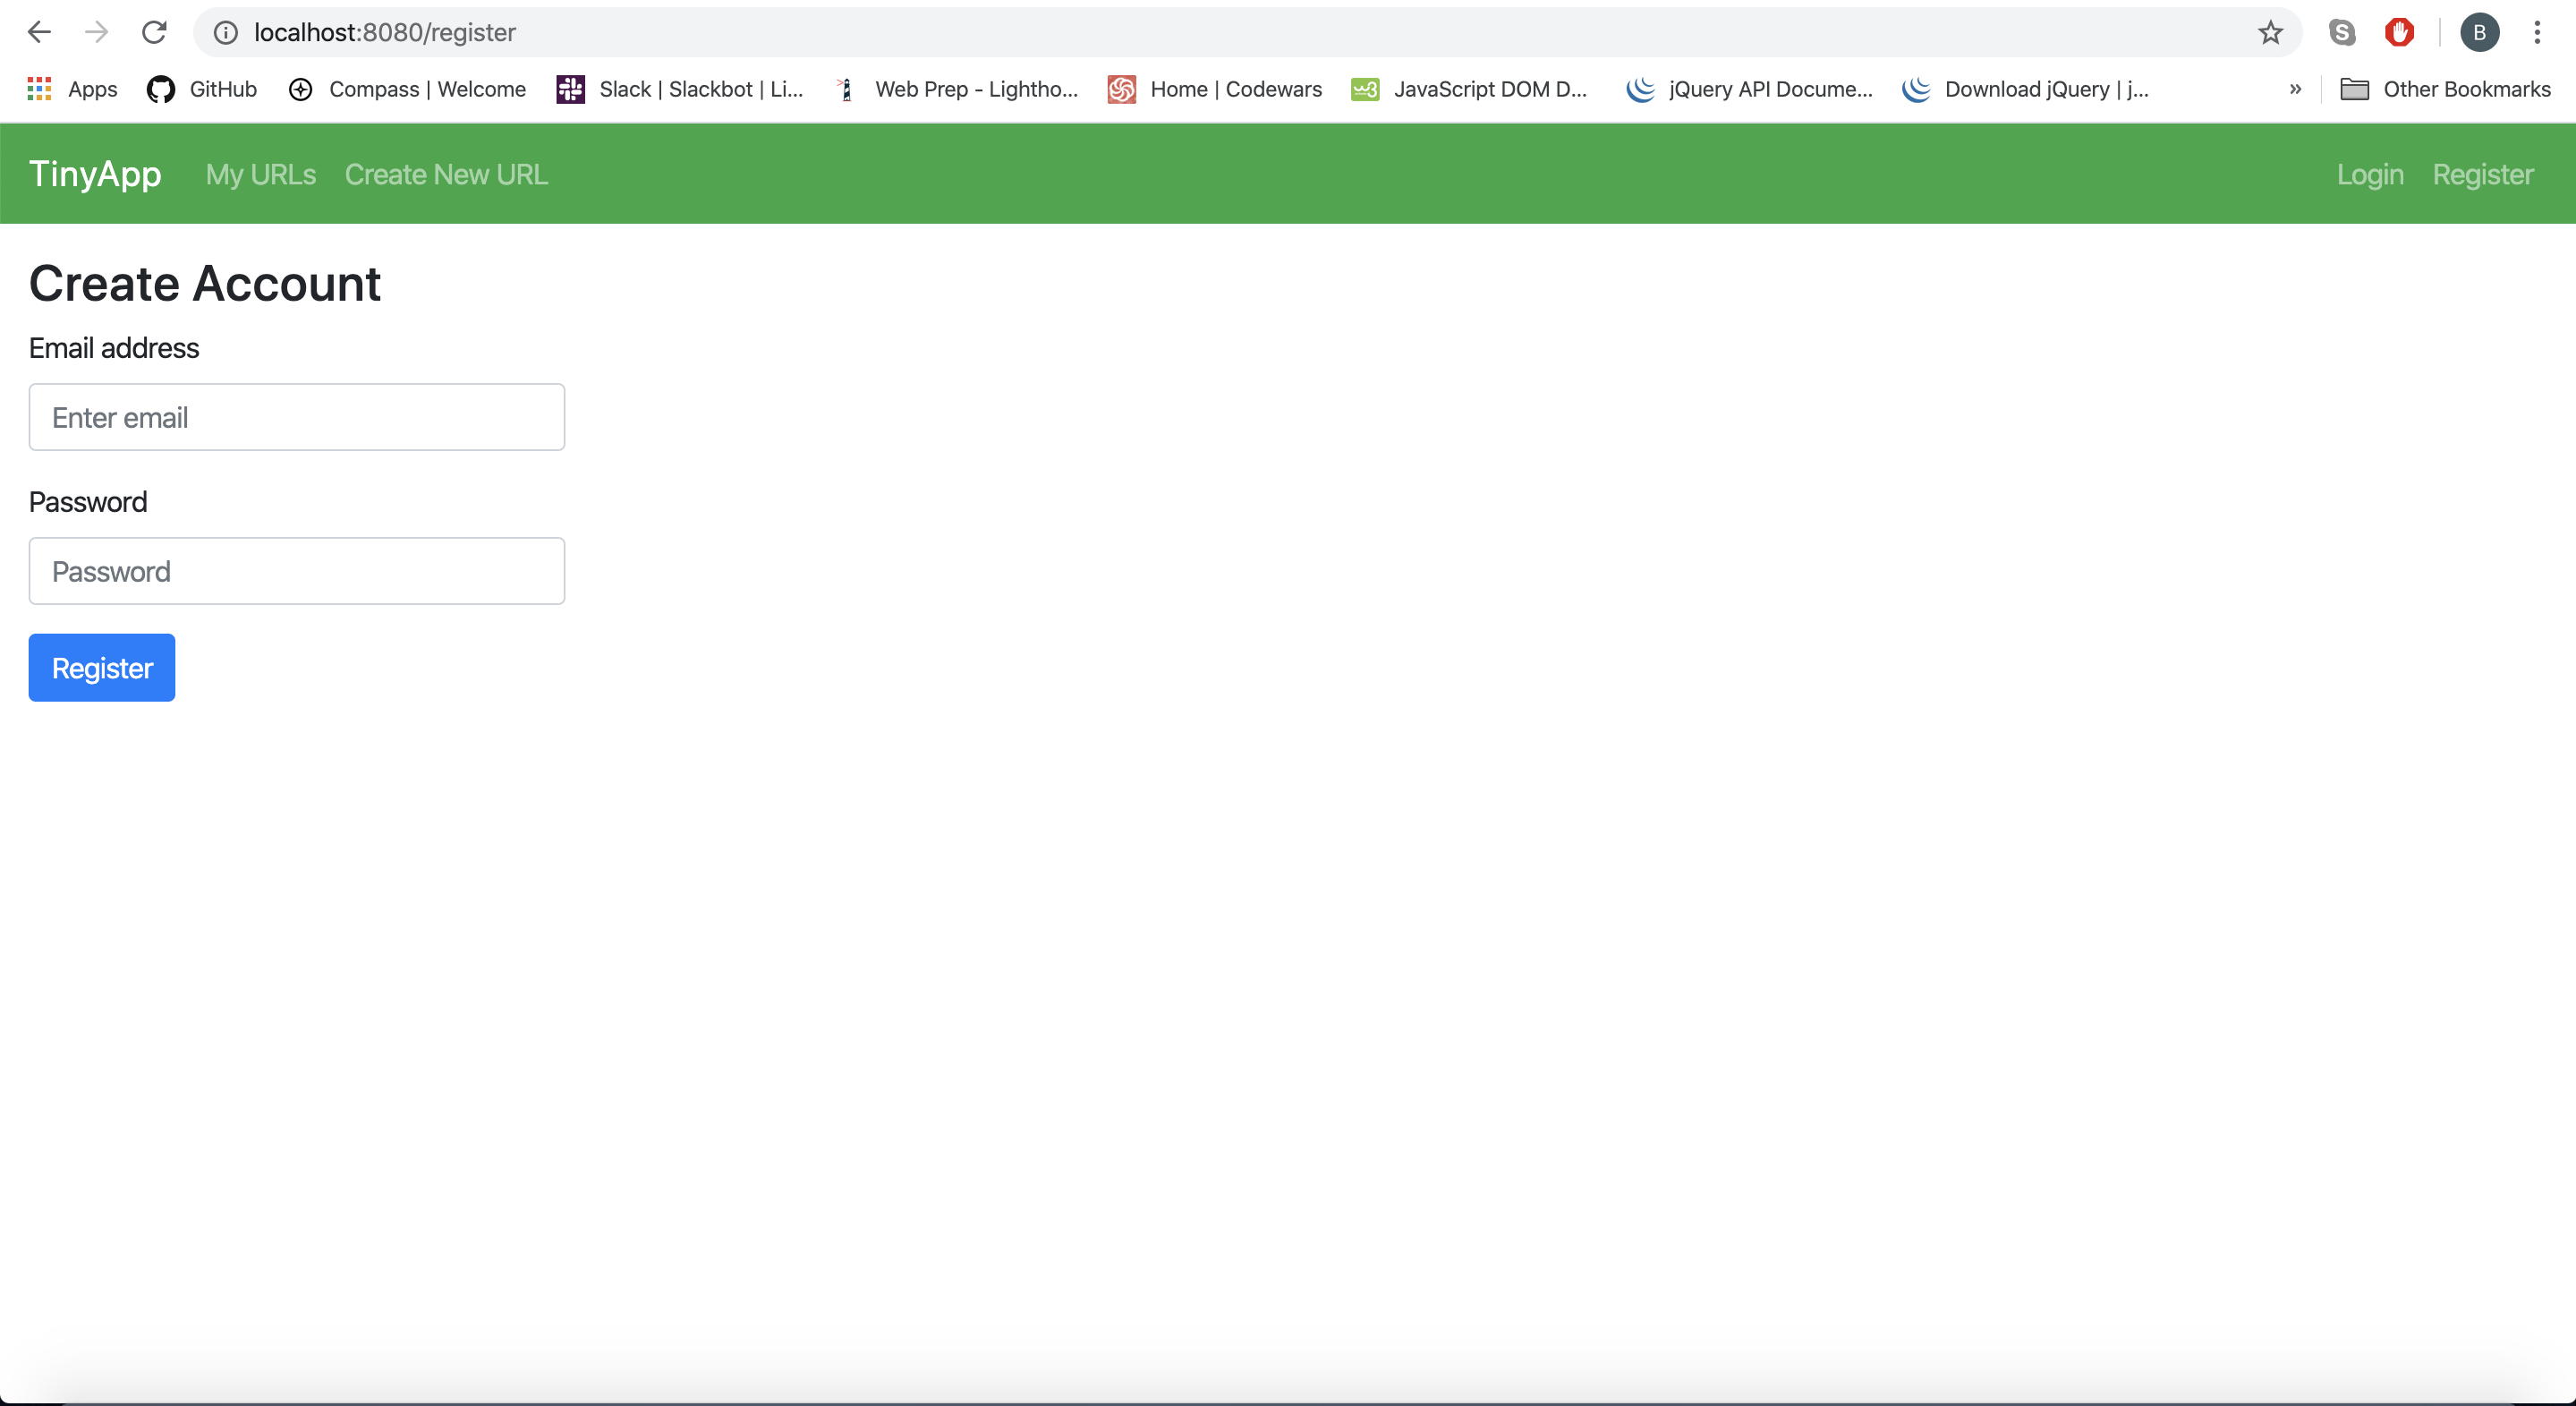 localhost:8080/register
B
Apps GitHub Compass | Welcome Slack | Slackbot | Li... Web Prep - Lightho... Home | Codewars JavaScript DOM D... jQuery API Docume... Download jQuery | j... » Other Bookmarks
TinyApp My URLs Create New URL Login Register
Create Account
Email address
Enter email
Password
Password
Register